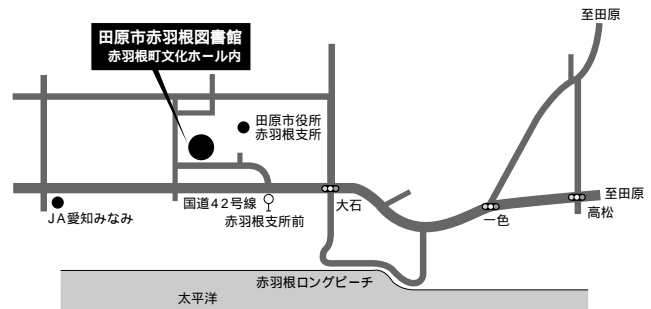 至田原
田原市赤羽根図書館
赤羽根町文化ホール内
田原市役所
赤羽根支所
国道42号線
大石
至田原
JA愛知みなみ
赤羽根支所前
一色
高松
赤羽根ロングビーチ
太平洋